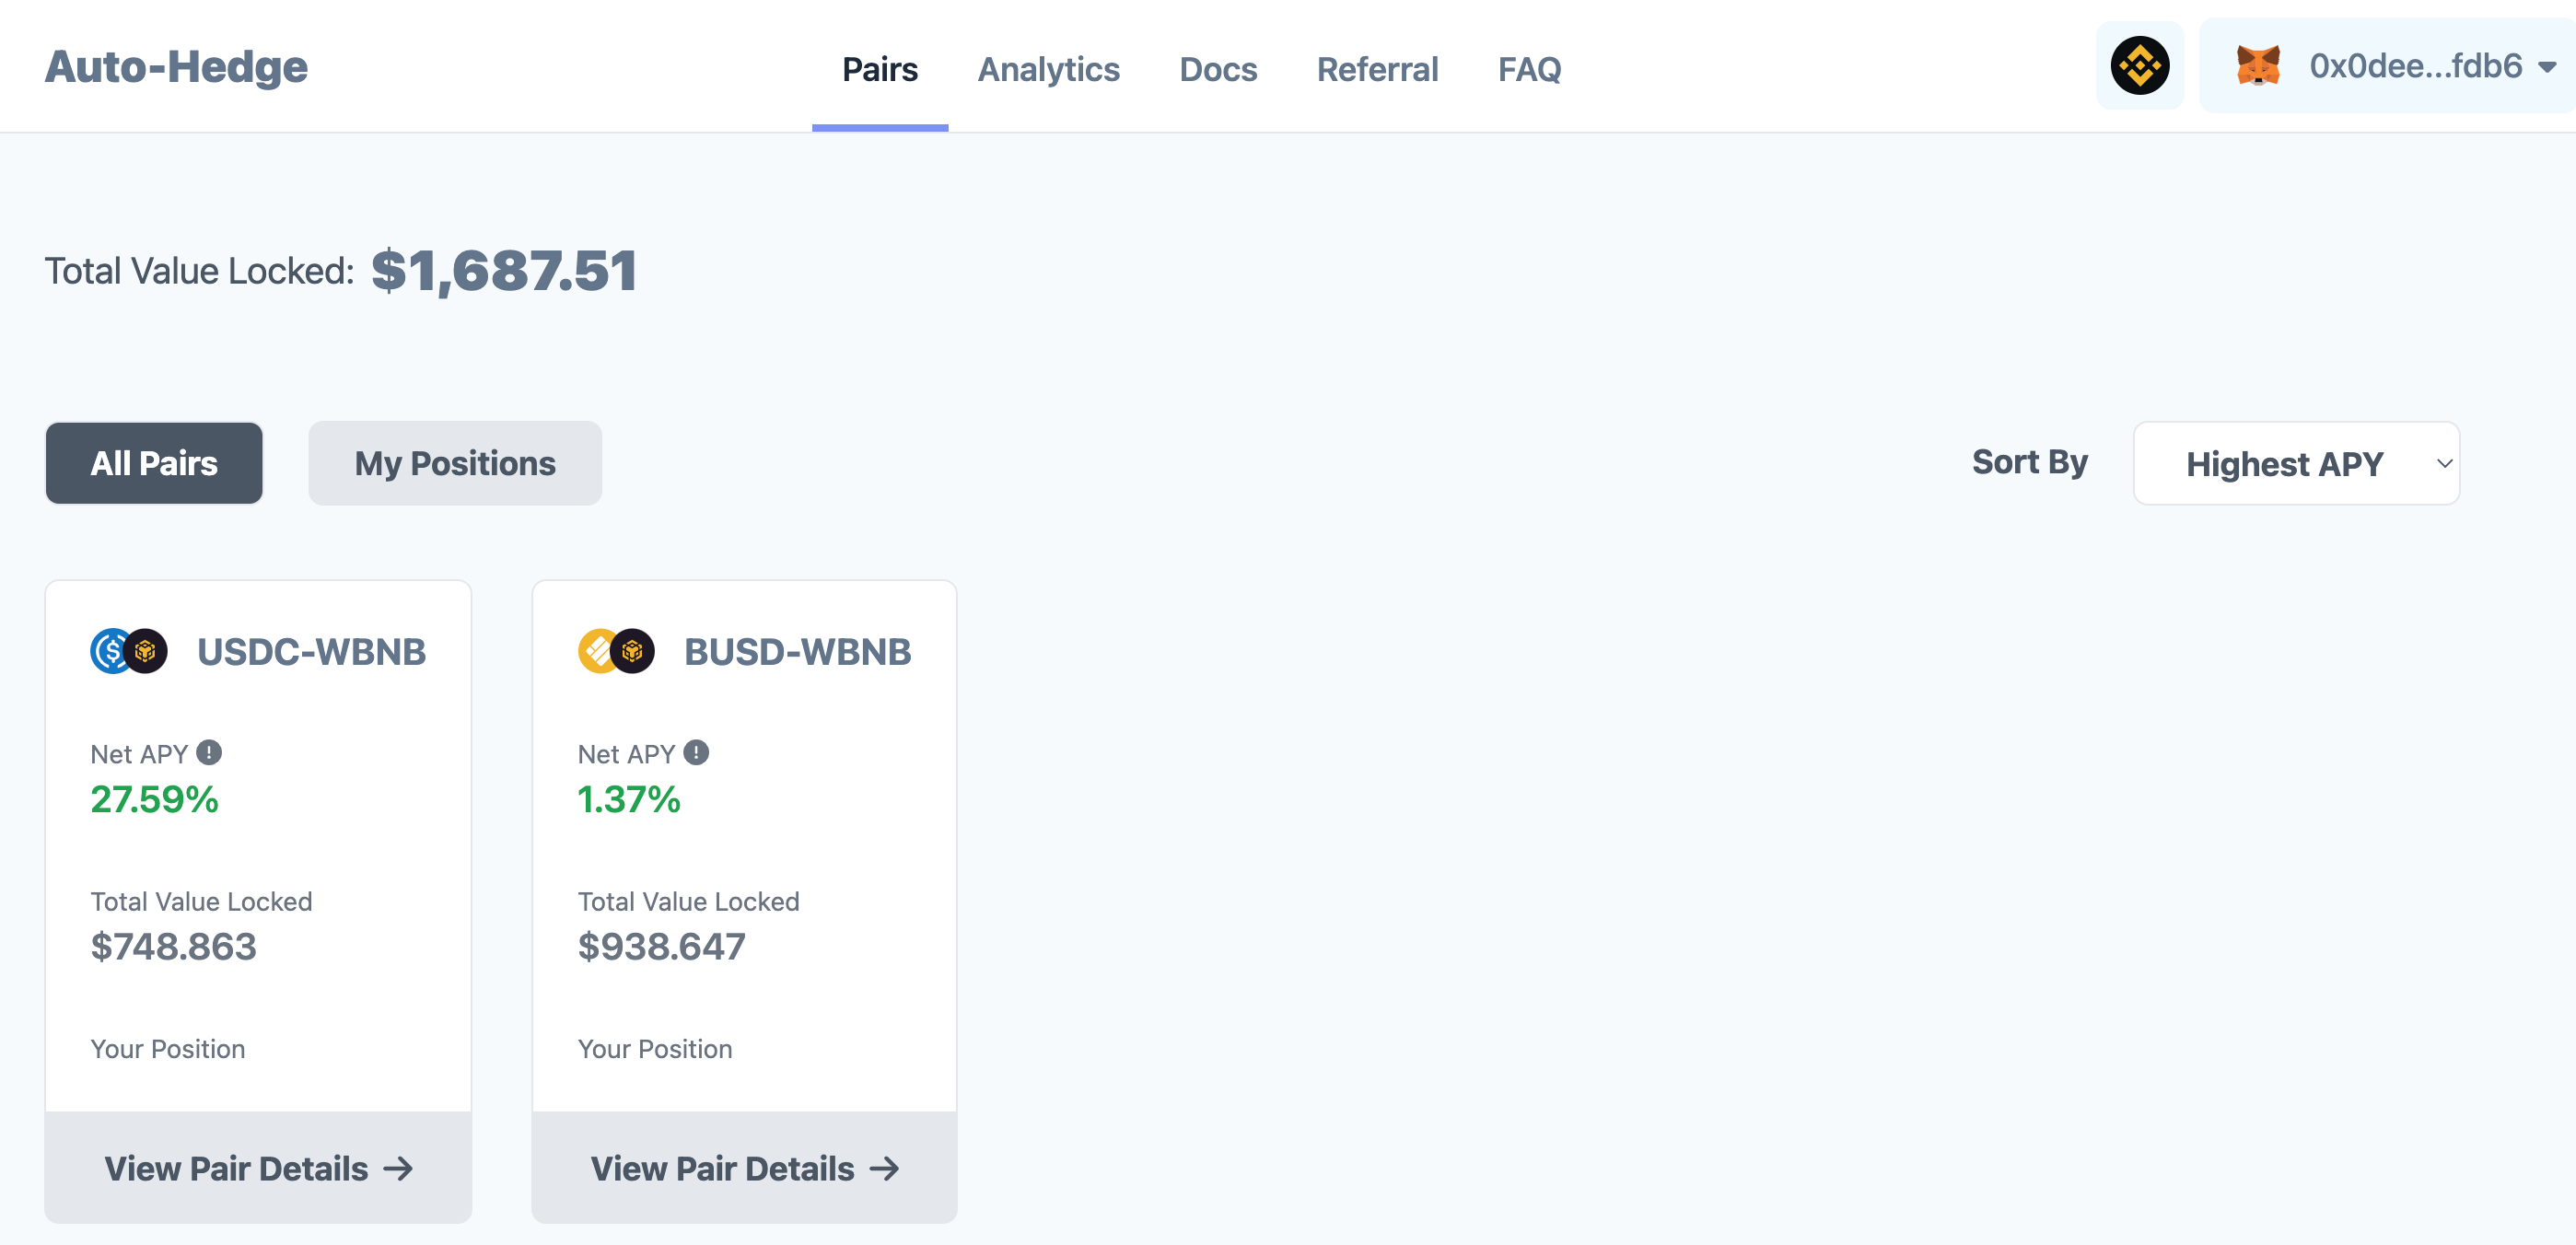 Auto-Hedge
Pairs Analytics Docs Referral FAQ
0x0dee...fdb6
Total Value Locked: $1,687.51
All Pairs My Positions
Sort By Highest APY
USDC-WBNB
Net APY
27.59%
Total Value Locked
$748.863
Your Position
View Pair Details →
BUSD-WBNB
Net APY
1.37%
Total Value Locked
$938.647
Your Position
View Pair Details →